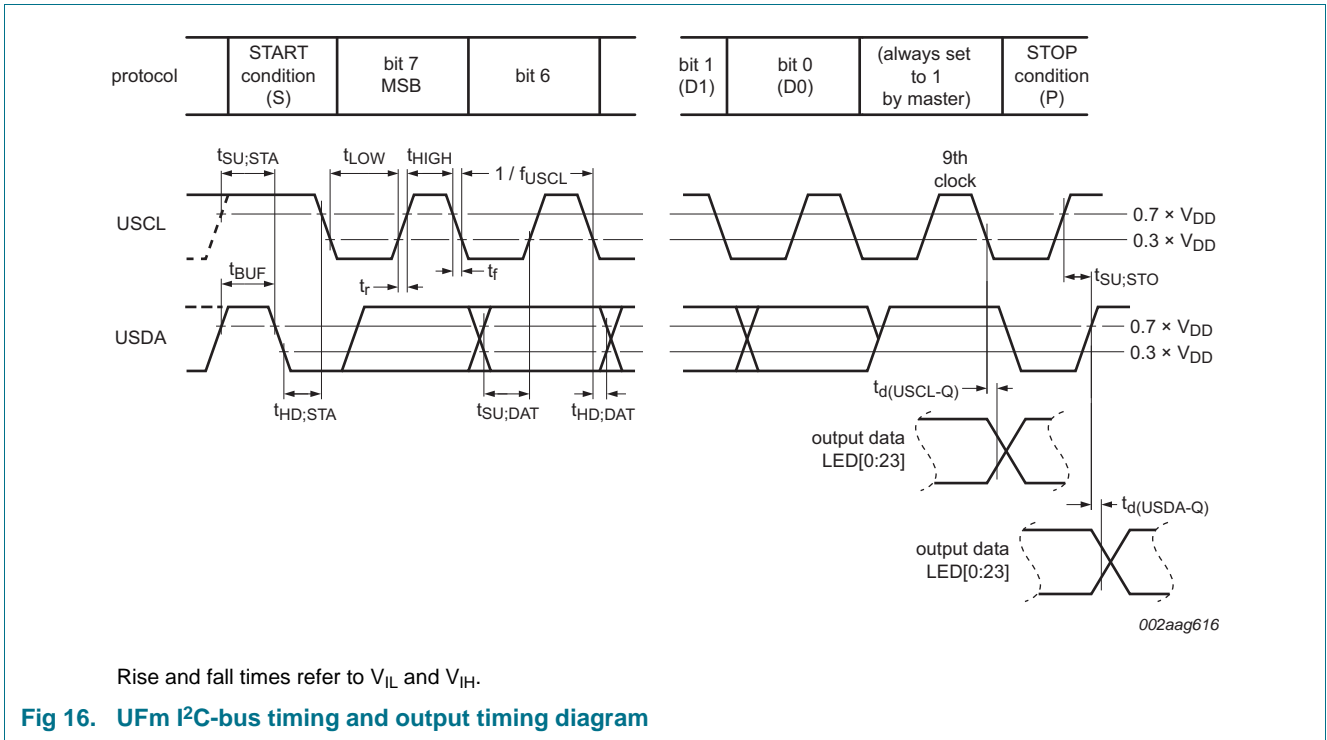 protocol
START
condition
(S)
bit 7
MSB
bit 6
bit 1
(D1)
bit 0
(D0)
(always set
to 1
by master)
STOP
condition
(P)
tSU;STA
tLOW
tHIGH
1 / fUSCL
9th
clock
USCL
0.7 × VDD
0.3 × VDD
tBUF
tr
tf
tSU;STO
USDA
0.7 × VDD
0.3 × VDD
tHD;STA
tSU;DAT
tHD;DAT
td(USCL-Q)
output data
LED[0:23]
td(USDA-Q)
output data
LED[0:23]
002aag616
Rise and fall times refer to VIL and VIH.
Fig 16. UFm I2C-bus timing and output timing diagram